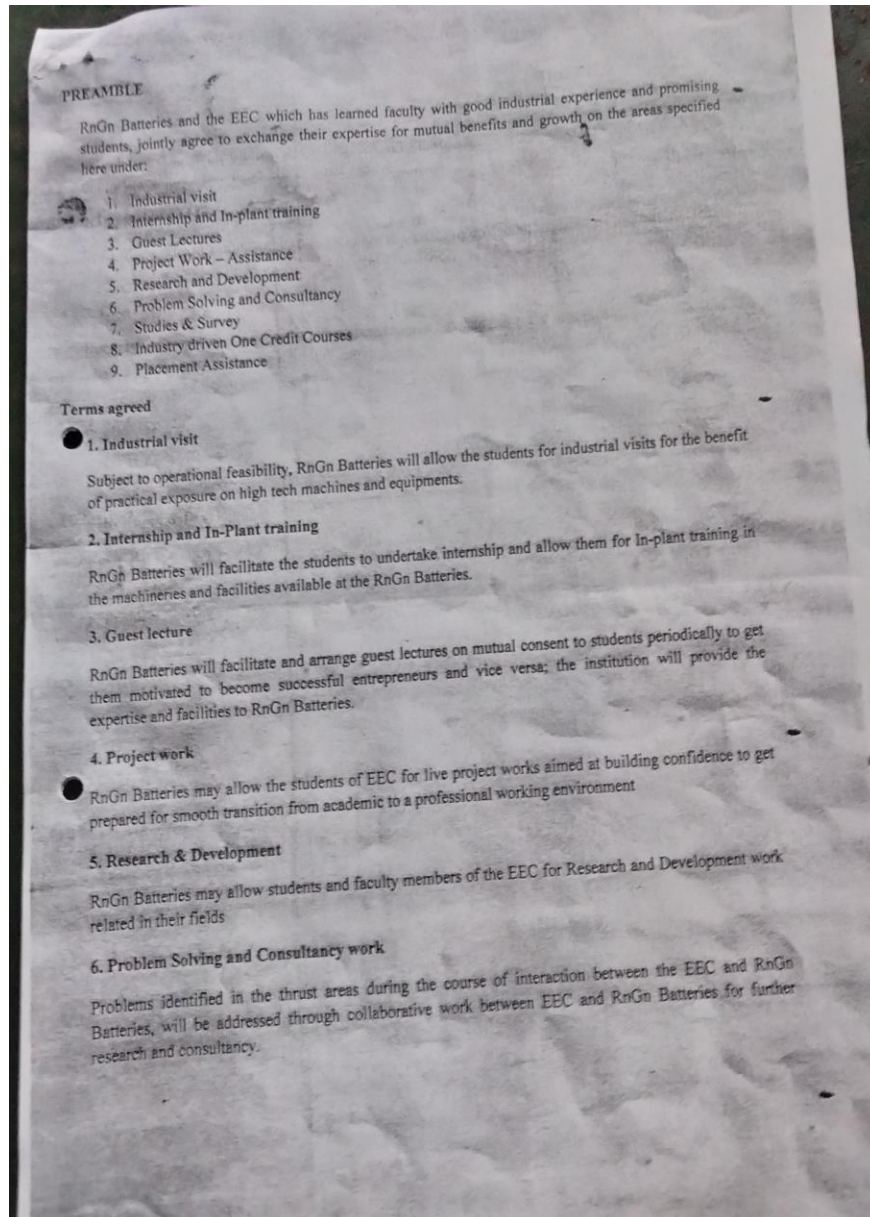 PREAMBLE
RnGn Batteries and the EEC which has learned faculty with good industrial experience and promising
students, jointly agree to exchange their expertise for mutual benefits and growth on the areas specified
here under:
1. Industrial visit
2. Internship and In-plant training
3. Guest Lectures
4. Project Work – Assistance
5. Research and Development
6. Problem Solving and Consultancy
7. Studies & Survey
8. Industry driven One Credit Courses
9. Placement Assistance
Terms agreed
1. Industrial visit
Subject to operational feasibility, RnGn Batteries will allow the students for industrial visits for the benefit
of practical exposure on high tech machines and equipments.
2. Internship and In-Plant training
RnGn Batteries will facilitate the students to undertake internship and allow them for In-plant training in
the machineries and facilities available at the RnGn Batteries.
3. Guest lecture
RnGn Batteries will facilitate and arrange guest lectures on mutual consent to students periodically to get
them motivated to become successful entrepreneurs and vice versa; the institution will provide the
expertise and facilities to RnGn Batteries.
4. Project work
RnGn Batteries may allow the students of EEC for live project works aimed at building confidence to get
prepared for smooth transition from academic to a professional working environment
5. Research & Development
RnGn Batteries may allow students and faculty members of the EEC for Research and Development work
related in their fields
6. Problem Solving and Consultancy work
Problems identified in the thrust areas during the course of interaction between the EEC and RnGn
Batteries, will be addressed through collaborative work between EEC and RnGn Batteries for further
research and consultancy.